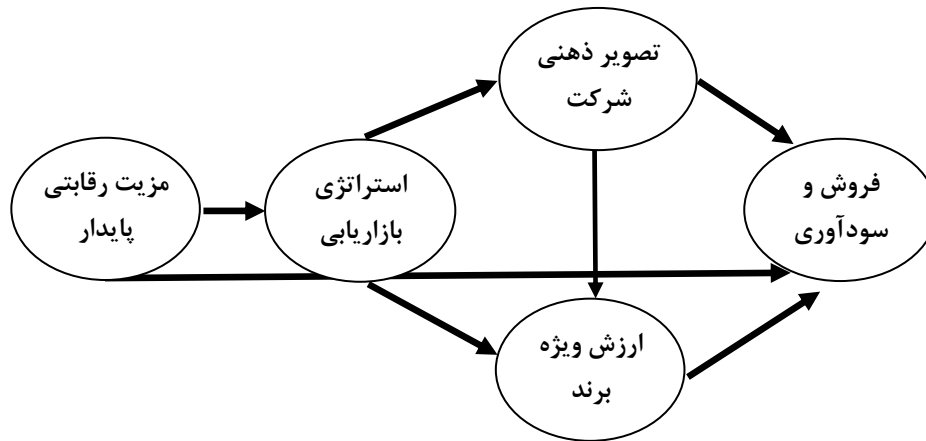 تصویر ذهنی
شرکت
مزیت رقابتی
پایدار
استراتژی
بازاریابی
فروش و
سودآوری
ارزش ویژه
برند